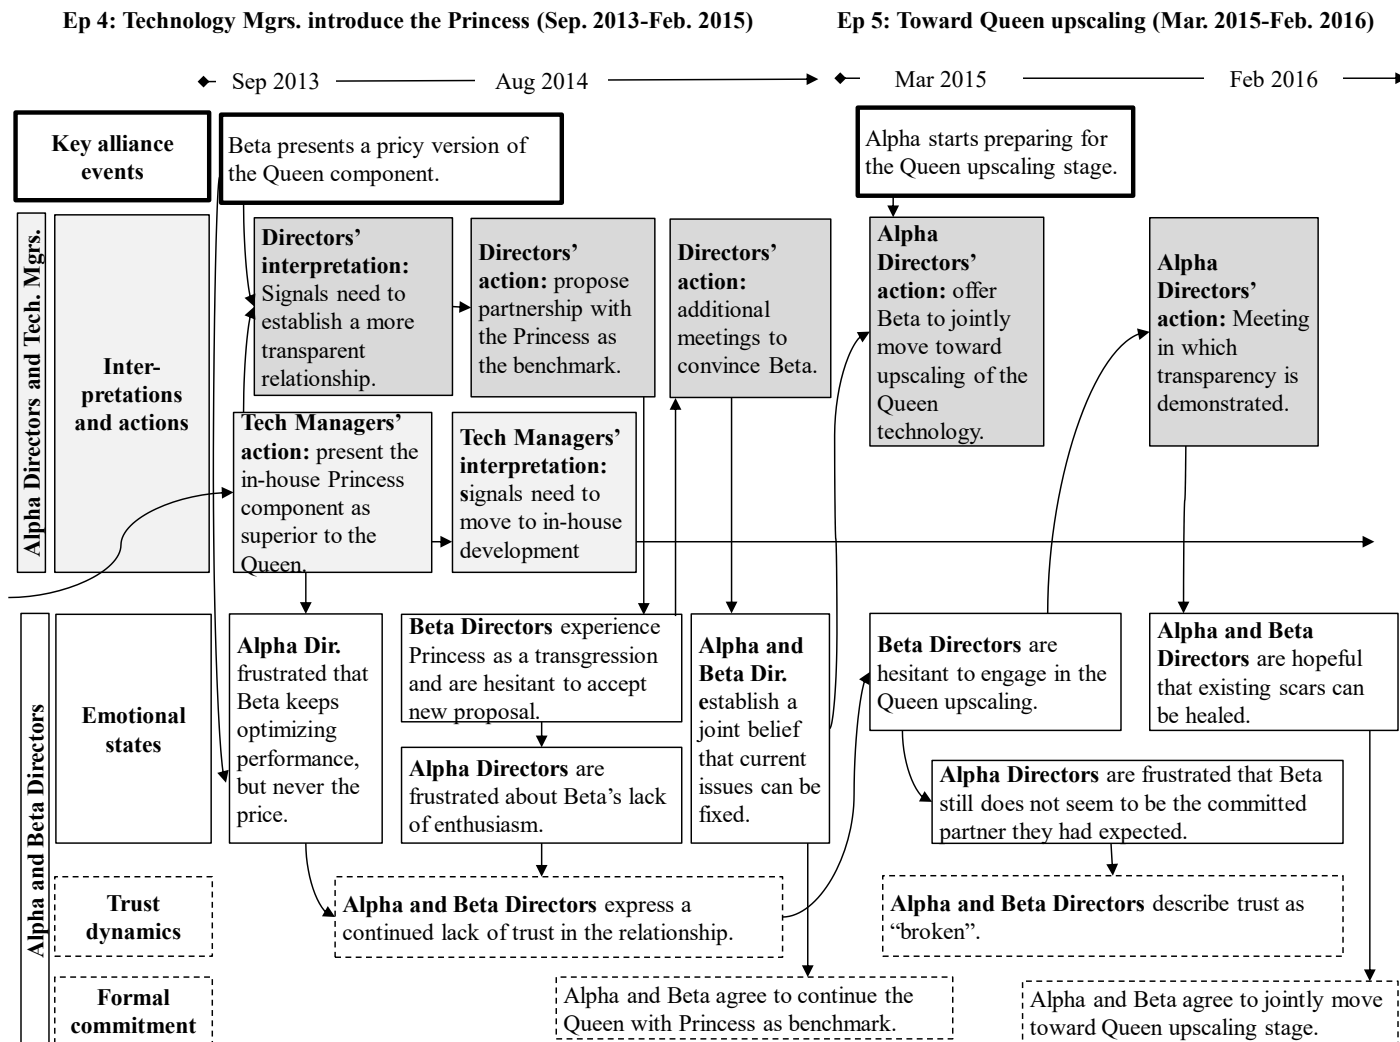 Ep 4: Technology Mgrs. introduce the Princess (Sep. 2013-Feb. 2015)
Ep 5: Toward Queen upscaling (Mar. 2015-Feb. 2016)
Sep 2013
Aug 2014
Mar 2015
Feb 2016
Key alliance
events
Beta presents a pricy version of
the Queen component.
Alpha starts preparing for
the Queen upscaling stage.
Alpha Directors and Tech. Mgrs.
Inter-
pretations
and actions
Directors’
interpretation:
Signals need to
establish a more
transparent
relationship.
Directors’
action: propose
partnership with
the Princess as
the benchmark.
Directors’
action:
additional
meetings to
convince Beta.
Alpha
Directors’
action: offer
Beta to jointly
move toward
upscaling of the
Queen
technology.
Alpha
Directors’
action: Meeting
in which
transparency is
demonstrated.
Tech Managers’
action: present the
in-house Princess
component as
superior to the
Queen.
Tech Managers’
interpretation:
signals need to
move to in-house
development
Alpha and Beta Directors
Emotional
states
Alpha Dir.
frustrated that
Beta keeps
optimizing
performance,
but never the
price.
Beta Directors experience
Princess as a transgression
and are hesitant to accept
new proposal.
Alpha Directors are
frustrated about Beta’s lack
of enthusiasm.
Alpha and
Beta Dir.
establish a
joint belief
that current
issues can be
fixed.
Beta Directors are
hesitant to engage in the
Queen upscaling.
Alpha and Beta
Directors are hopeful
that existing scars can
be healed.
Alpha Directors are frustrated that Beta
still does not seem to be the committed
partner they had expected.
Trust
dynamics
Alpha and Beta Directors express a
continued lack of trust in the relationship.
Alpha and Beta Directors describe trust as
“broken”.
Formal
commitment
Alpha and Beta agree to continue the
Queen with Princess as benchmark.
Alpha and Beta agree to jointly move
toward Queen upscaling stage.